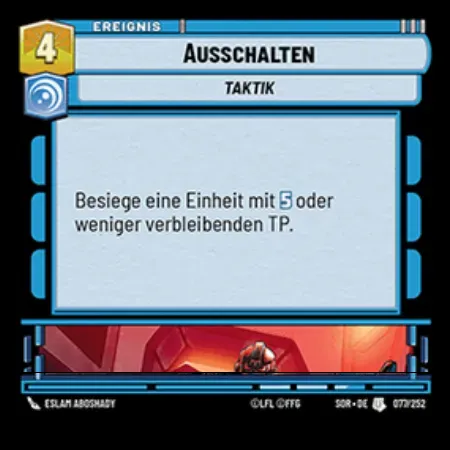 EREIGNIS
4
AUSSCHALTEN
TAKTIK
Besiege eine Einheit mit 5 oder
weniger verbleibenden TP.
ESLAM ABOSHADY
©LFL ©FFG
SOR • DE
077/252